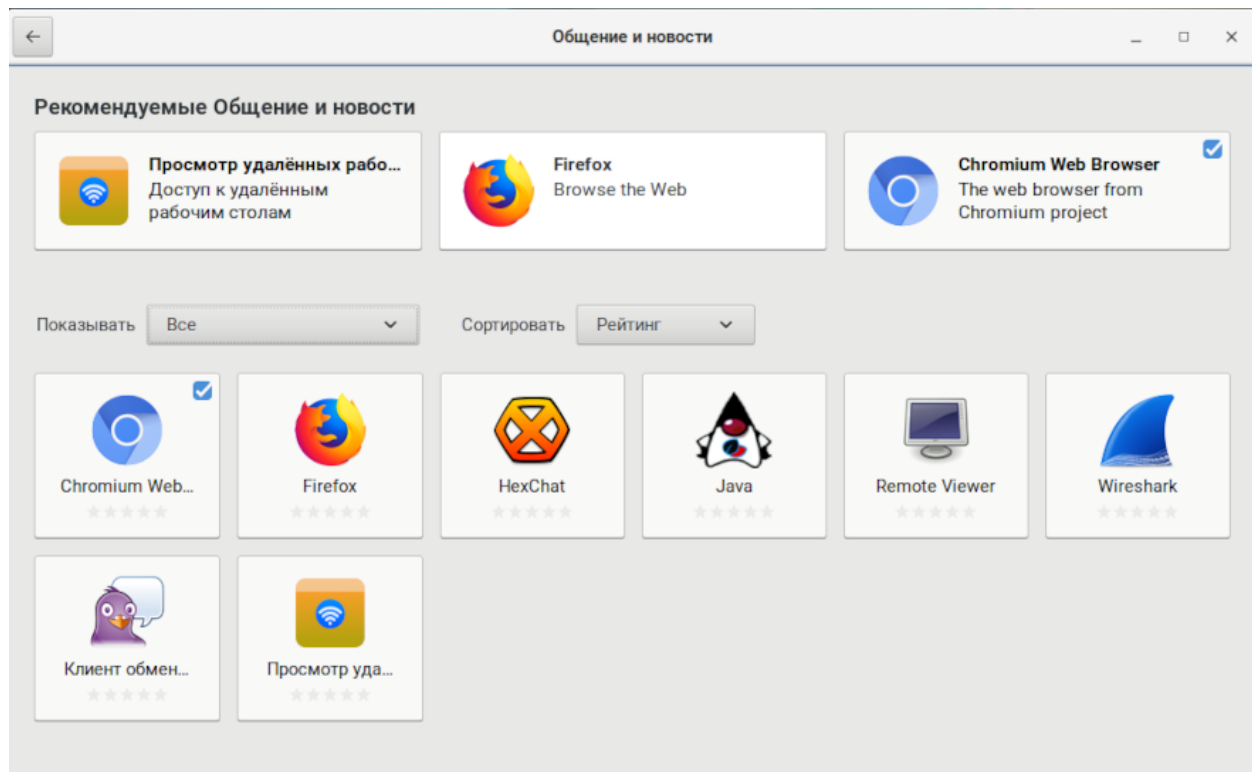 Общение и новости
Рекомендуемые Общение и новости
Просмотр удалённых рабо...
Доступ к удалённым
рабочим столам
Firefox
Browse the Web
Chromium Web Browser
The web browser from
Chromium project
Показывать Все Сортировать Рейтинг
Chromium Web... Firefox HexChat Java Remote Viewer Wireshark
Клиент обмен... Просмотр уда...